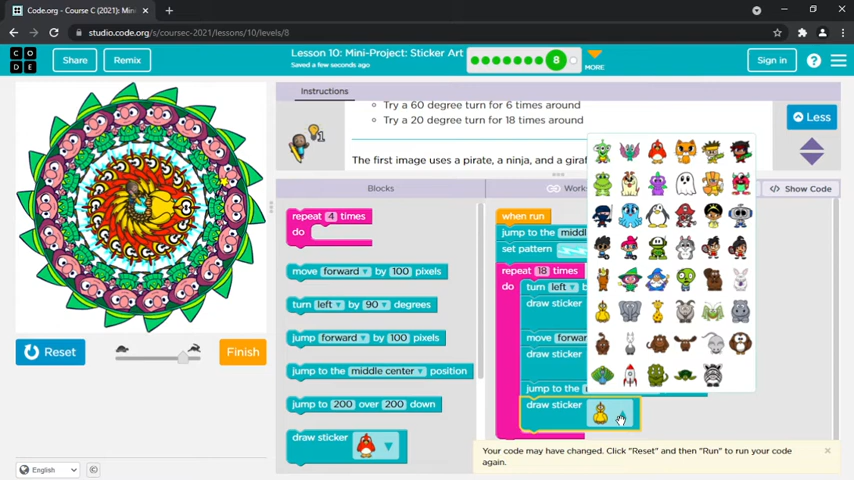 Code.org - Course C (2021): Min
studio.code.org/s/coursec-2021/lessons/10/levels/8
C O
D E
Share
Remix
Lesson 10: Mini-Project: Sticker Art
Saved a few seconds ago
8
MORE
Sign in
Instructions
Less
Try a 60 degree turn for 6 times around
Try a 20 degree turn for 18 times around
1
The first image uses a pirate, a ninja, and a giraf
Blocks
Show Code
repeat 4 times
do
move forward by 100 pixels
turn left by 90 degrees
jump forward by 100 pixels
jump to the middle center position
jump to 200 over 200 down
draw sticker
when run
jump to the
set pattern
repeat 18 times
do
turn left
draw sticker
move
draw sticker
jump to the
draw sticker
Reset
Finish
English
Your code may have changed. Click "Reset" and then "Run" to run your code
again.